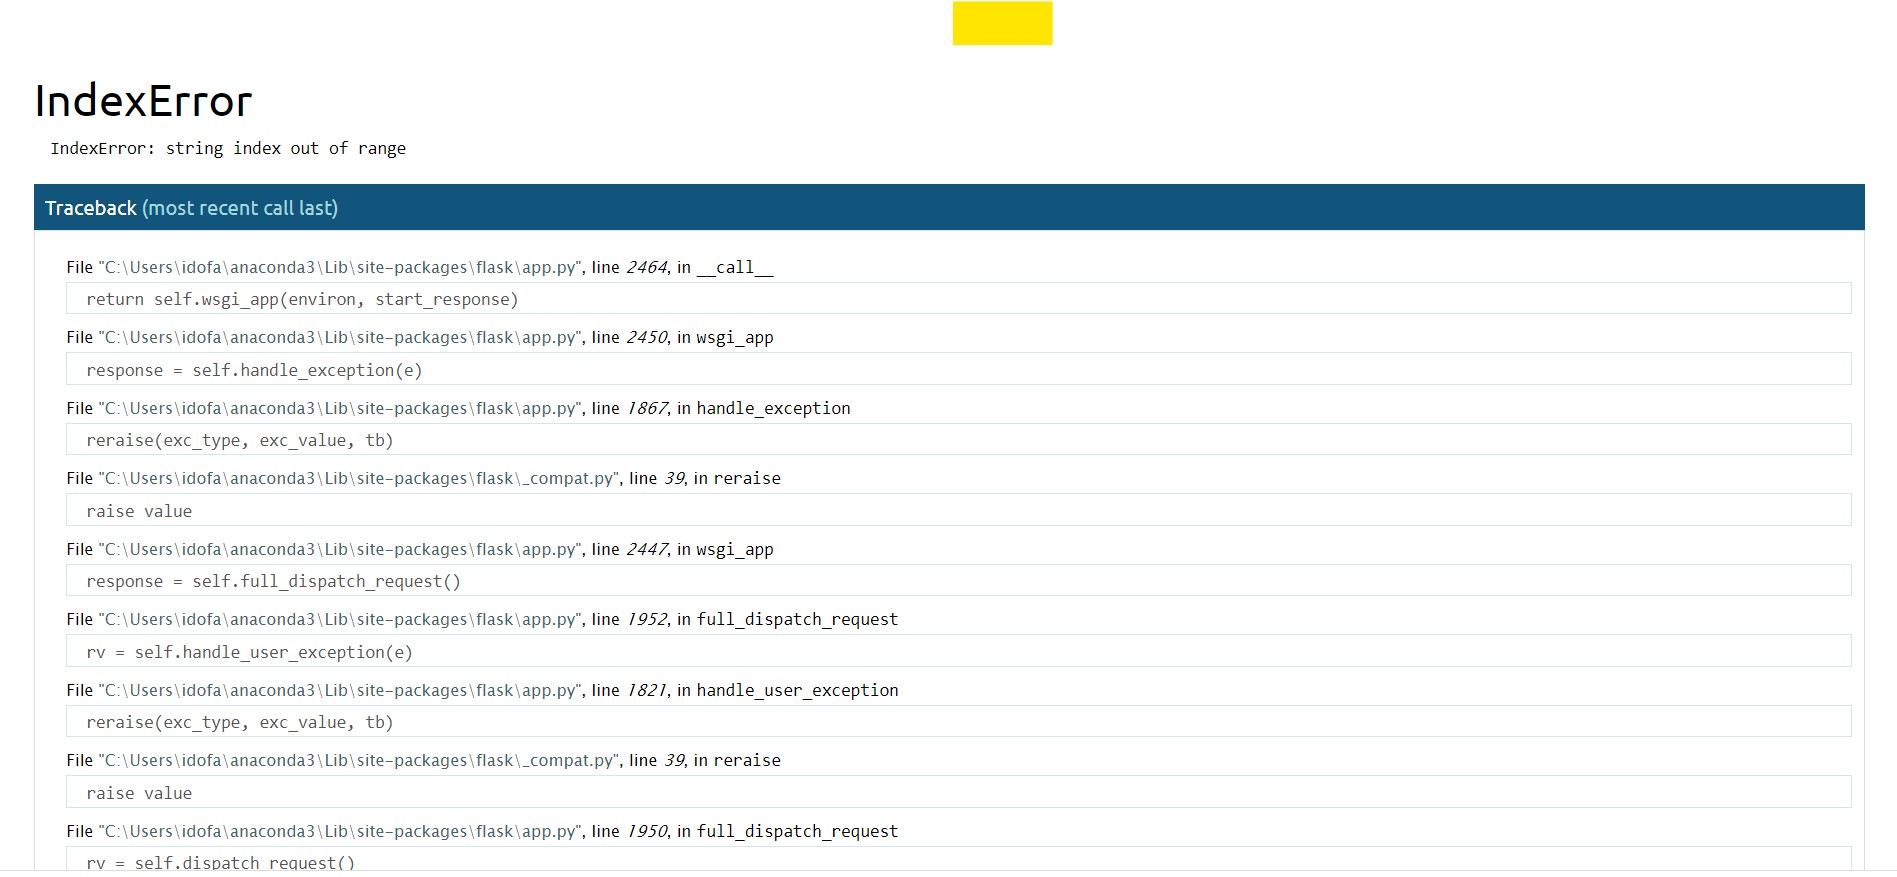 IndexError
IndexError: string index out of range
Traceback (most recent call last)
File "C:\Users\idofa\anaconda3\Lib\site-packages\flask\app.py", line 2464, in __call__
return self.wsgi_app(environ, start_response)
File "C:\Users\idofa\anaconda3\Lib\site-packages\flask\app.py", line 2450, in wsgi_app
response = self.handle_exception(e)
File "C:\Users\idofa\anaconda3\Lib\site-packages\flask\app.py", line 1867, in handle_exception
reraise(exc_type, exc_value, tb)
File "C:\Users\idofa\anaconda3\Lib\site-packages\flask\_compat.py", line 39, in reraise
raise value
File "C:\Users\idofa\anaconda3\Lib\site-packages\flask\app.py", line 2447, in wsgi_app
response = self.full_dispatch_request()
File "C:\Users\idofa\anaconda3\Lib\site-packages\flask\app.py", line 1952, in full_dispatch_request
rv = self.handle_user_exception(e)
File "C:\Users\idofa\anaconda3\Lib\site-packages\flask\app.py", line 1821, in handle_user_exception
reraise(exc_type, exc_value, tb)
File "C:\Users\idofa\anaconda3\Lib\site-packages\flask\_compat.py", line 39, in reraise
raise value
File "C:\Users\idofa\anaconda3\Lib\site-packages\flask\app.py", line 1950, in full_dispatch_request
rv = self.dispatch_request()